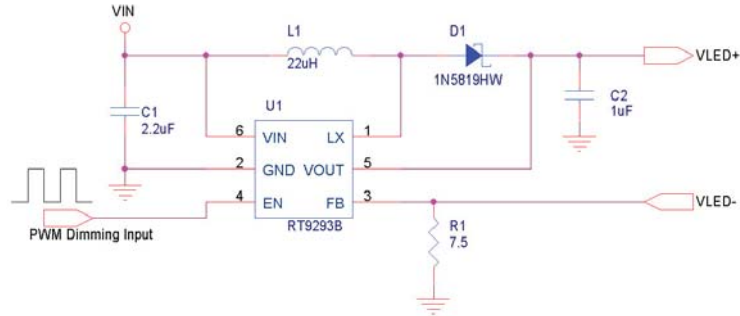 VIN
L1
22uH
D1
1N5819HW
VLED+
C1
2.2uF
C2
1uF
U1
6 VIN LX 1
2 GND VOUT 5
4 EN FB 3
RT9293B
VLED-
R1
7.5
PWM Dimming Input